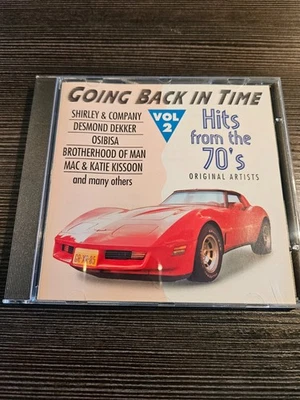 GOING BACK IN TIME
SHIRLEY & COMPANY
DESMOND DEKKER
OSIBISA
BROTHERHOOD OF MAN
MAC & KATIE KISSOON
and many others
VOL
2
Hits
from the
70's
ORIGINAL ARTISTS